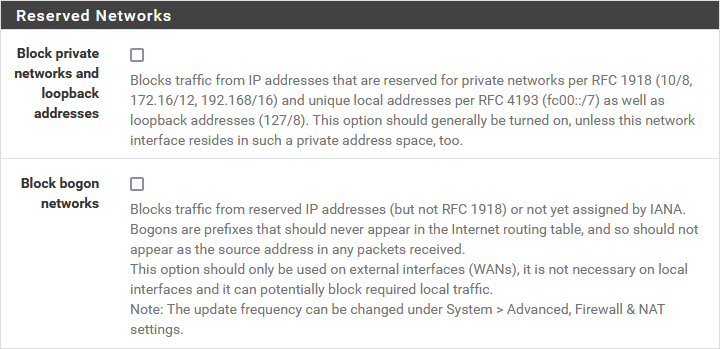 Reserved Networks
Block private
networks and
loopback
addresses
Blocks traffic from IP addresses that are reserved for private networks per RFC 1918 (10/8,
172.16/12, 192.168/16) and unique local addresses per RFC 4193 (fc00::/7) as well as
loopback addresses (127/8). This option should generally be turned on, unless this network
interface resides in such a private address space, too.
Block bogon
networks
Blocks traffic from reserved IP addresses (but not RFC 1918) or not yet assigned by IANA.
Bogons are prefixes that should never appear in the Internet routing table, and so should not
appear as the source address in any packets received.
This option should only be used on external interfaces (WANs), it is not necessary on local
interfaces and it can potentially block required local traffic.
Note: The update frequency can be changed under System > Advanced, Firewall & NAT
settings.